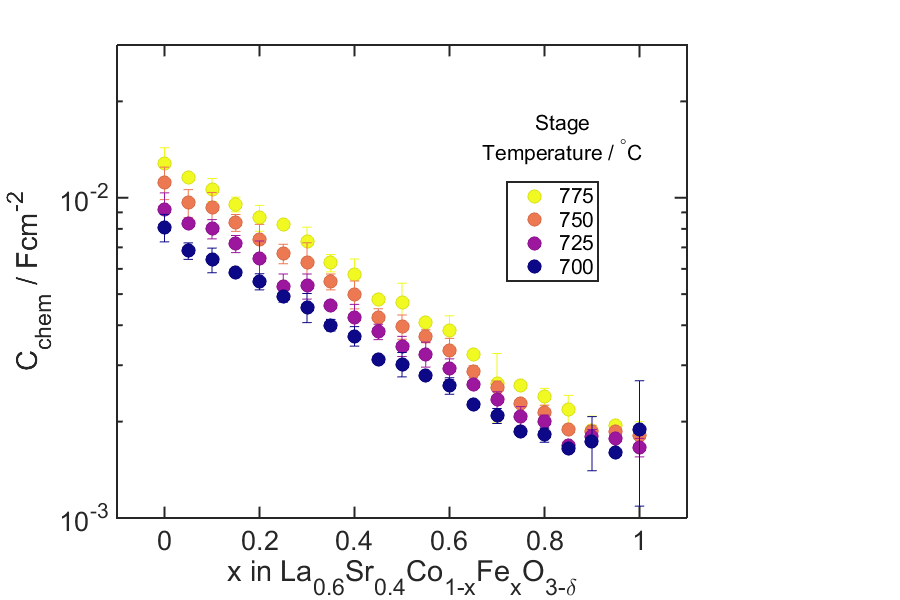 Stage
Temperature / °C
775
750
725
700
10⁻²
10⁻³
C_chem / Fcm⁻²
0 0.2 0.4 0.6 0.8 1
x in La₀.₆Sr₀.₄Co₁₋ₓFeₓO₃₋δ